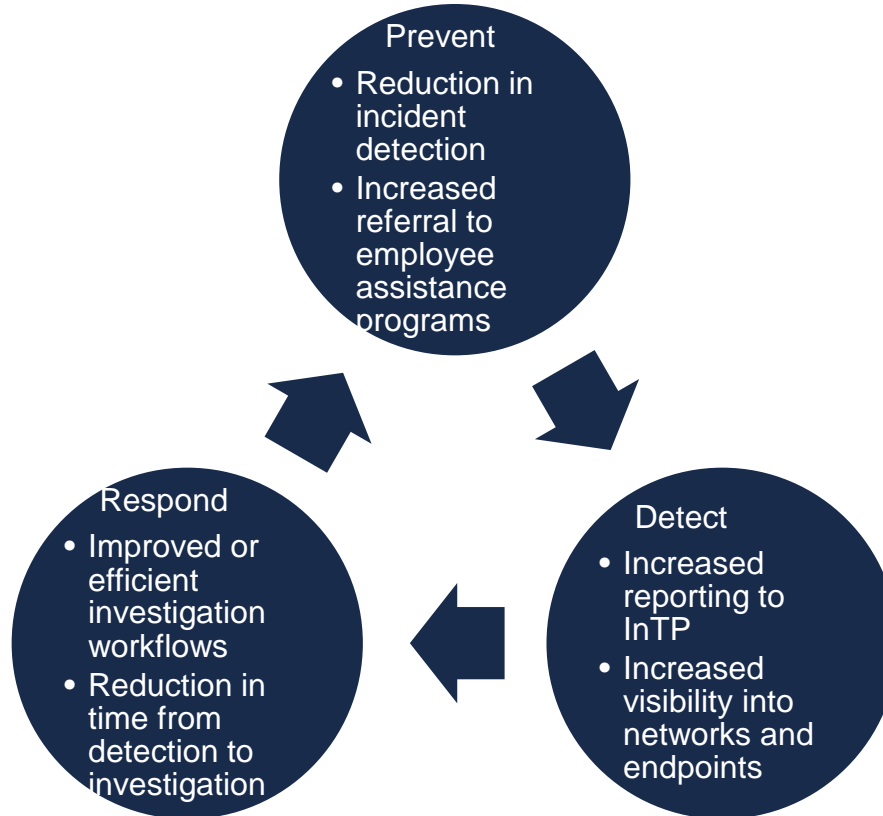 Prevent
• Reduction in
incident
detection
• Increased
referral to
employee
assistance
programs
Respond
• Improved or
efficient
investigation
workflows
• Reduction in
time from
detection to
investigation
Detect
• Increased
reporting to
InTP
• Increased
visibility into
networks and
endpoints